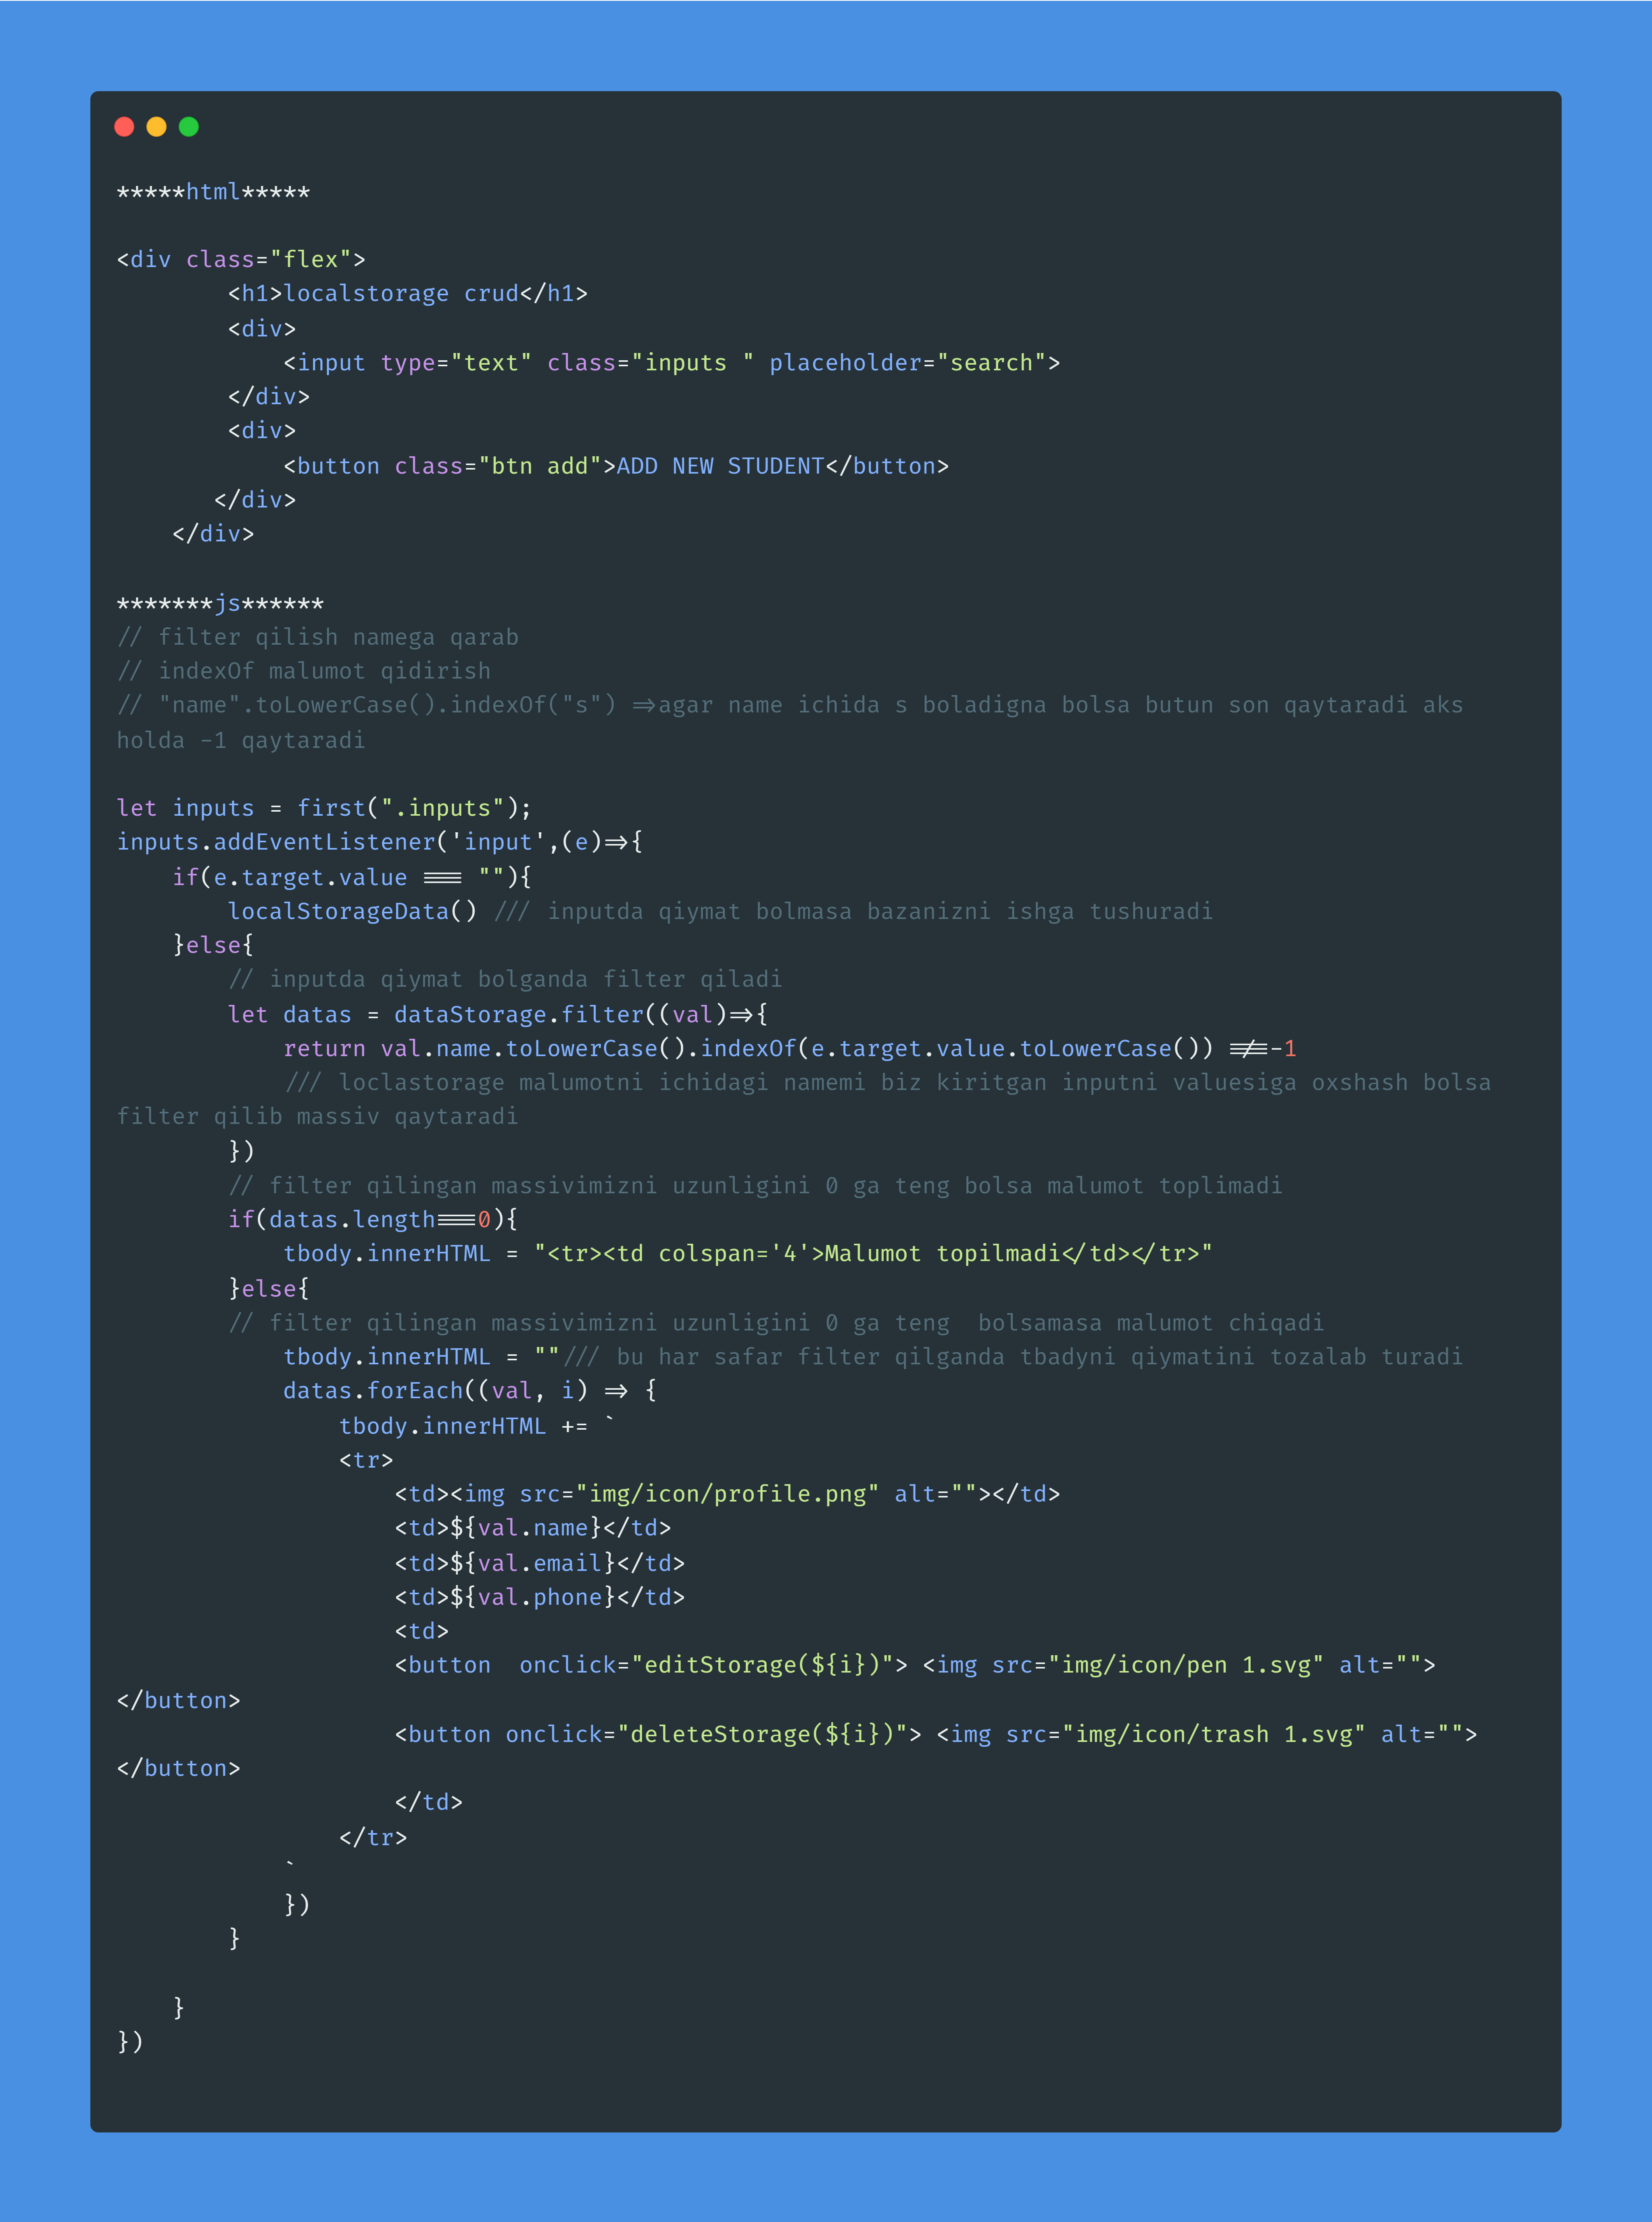 *****html*****
<div class="flex">
<h1>localstorage crud</h1>
<div>
<input type="text" class="inputs " placeholder="search">
</div>
<div>
<button class="btn add">ADD NEW STUDENT</button>
</div>
</div>
*******js******
// filter qilish namega qarab
// indexOf malumot qidirish
// "name".toLowerCase().indexOf("s") =>agar name ichida s boladigna bolsa butun son qaytaradi aks
holda -1 qaytaradi
let inputs = first(".inputs");
inputs.addEventListener('input',(e)=>{
if(e.target.value === ""){
localStorageData() /// inputda qiymat bolmasa bazanizni ishga tushuradi
}else{
// inputda qiymat bolganda filter qiladi
let datas = dataStorage.filter((val)=>{
return val.name.toLowerCase().indexOf(e.target.value.toLowerCase()) !==-1
/// loclastorage malumotni ichidagi namemi biz kiritgan inputni valuesiga oxshash bolsa
filter qilib massiv qaytaradi
})
// filter qilingan massivimizni uzunligini 0 ga teng bolsa malumot toplimadi
if(datas.length===0){
tbody.innerHTML = "<tr><td colspan='4'>Malumot topilmadi</td></tr>"
}else{
// filter qilingan massivimizni uzunligini 0 ga teng  bolsamasa malumot chiqadi
tbody.innerHTML = ""/// bu har safar filter qilganda tbadyni qiymatini tozalab turadi
datas.forEach((val, i) => {
tbody.innerHTML += `
<tr>
<td><img src="img/icon/profile.png" alt=""></td>
<td>${val.name}</td>
<td>${val.email}</td>
<td>${val.phone}</td>
<td>
<button  onclick="editStorage(${i})"> <img src="img/icon/pen 1.svg" alt="">
</button>
<button onclick="deleteStorage(${i})"> <img src="img/icon/trash 1.svg" alt="">
</button>
</td>
</tr>
`
})
}
}
})